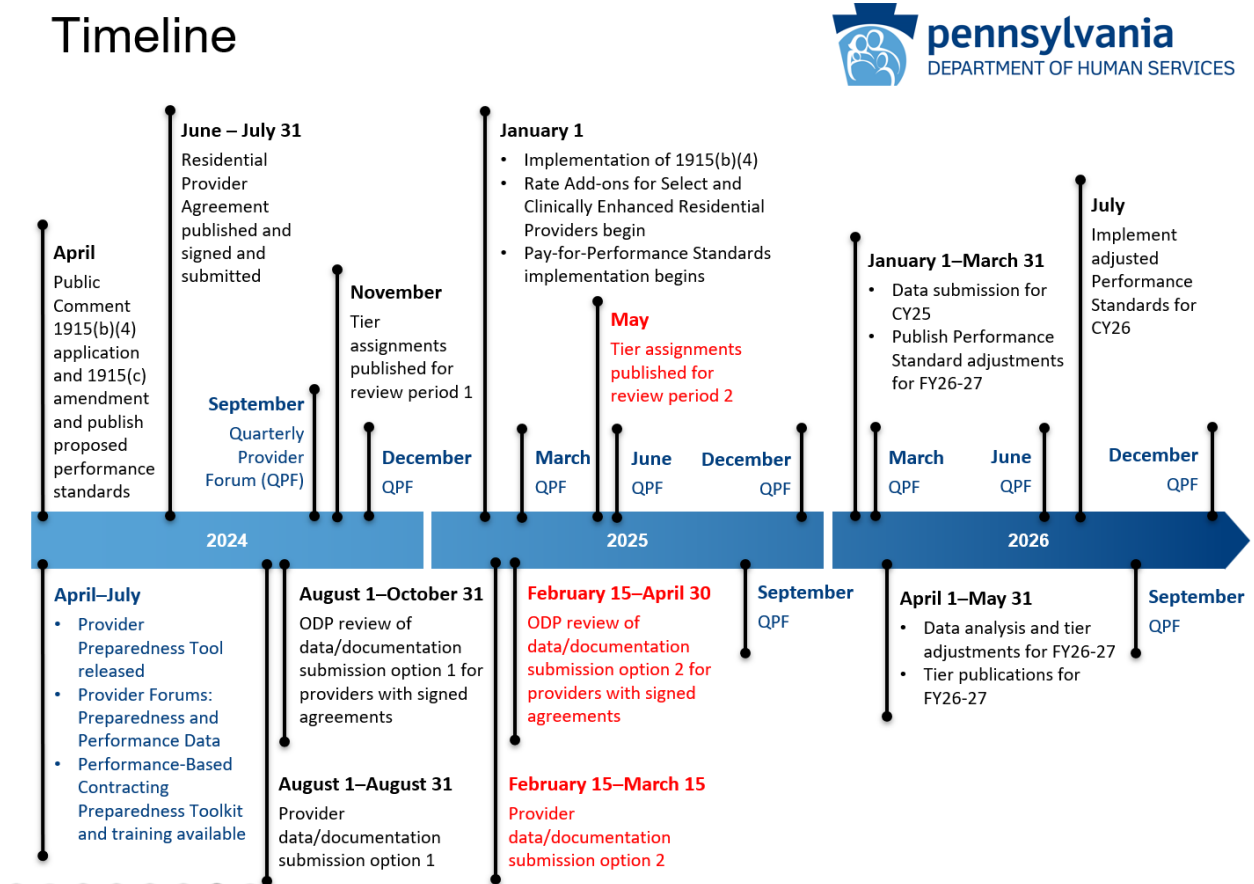 Timeline
pennsylvania
DEPARTMENT OF HUMAN SERVICES
June – July 31
Residential
Provider
Agreement
published and
signed and
submitted
January 1
• Implementation of 1915(b)(4)
• Rate Add-ons for Select and
Clinically Enhanced Residential
Providers begin
• Pay-for-Performance Standards
implementation begins
July
Implement
adjusted
Performance
Standards for
CY26
April
Public
Comment
1915(b)(4)
application
and 1915(c)
amendment
and publish
proposed
performance
standards
November
Tier
assignments
published for
review period 1
January 1–March 31
• Data submission for
CY25
• Publish Performance
Standard adjustments
for FY26-27
May
Tier assignments
published for
review period 2
September
Quarterly
Provider
Forum (QPF)
December
QPF
March
QPF
June
QPF
December
QPF
March
QPF
June
QPF
December
QPF
2024
2025
2026
April–July
• Provider
Preparedness Tool
released
• Provider Forums:
Preparedness and
Performance Data
• Performance-Based
Contracting
Preparedness Toolkit
and training available
August 1–October 31
ODP review of
data/documentation
submission option 1 for
providers with signed
agreements
August 1–August 31
Provider
data/documentation
submission option 1
February 15–April 30
ODP review of
data/documentation
submission option 2 for
providers with signed
agreements
February 15–March 15
Provider
data/documentation
submission option 2
September
QPF
April 1–May 31
• Data analysis and tier
adjustments for FY26-27
• Tier publications for
FY26-27
September
QPF